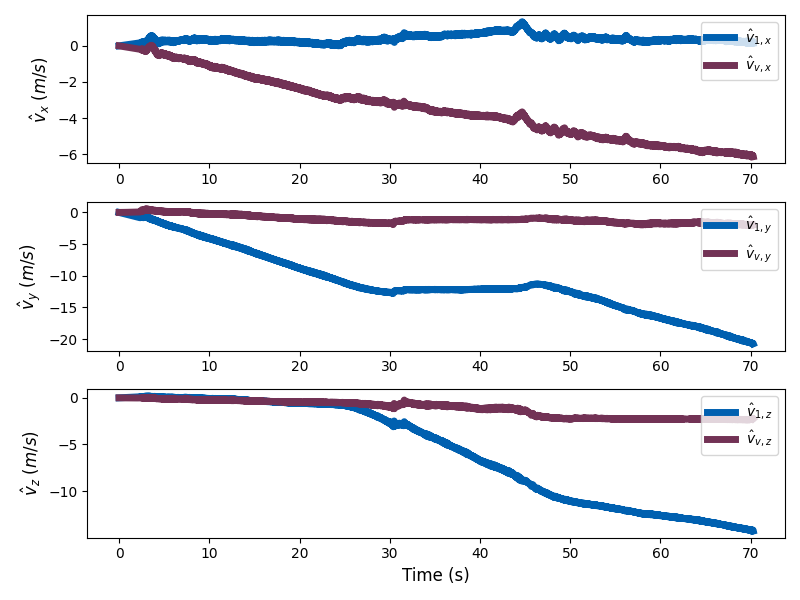 v̂x (m/s)
0
−2
−4
−6
v̂1,x
v̂v,x
0 10 20 30 40 50 60 70
v̂y (m/s)
0
−5
−10
−15
−20
v̂1,y
v̂v,y
0 10 20 30 40 50 60 70
v̂z (m/s)
0
−5
−10
v̂1,z
v̂v,z
0 10 20 30 40 50 60 70
Time (s)